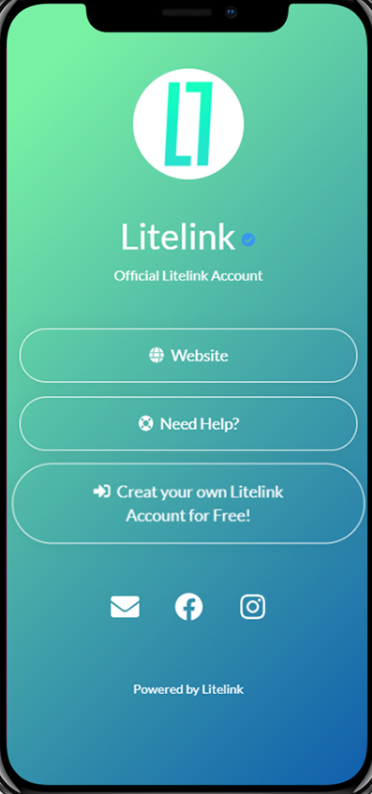 Litelink
Official Litelink Account
Website
Need Help?
Creat your own Litelink
Account for Free!
Powered by Litelink